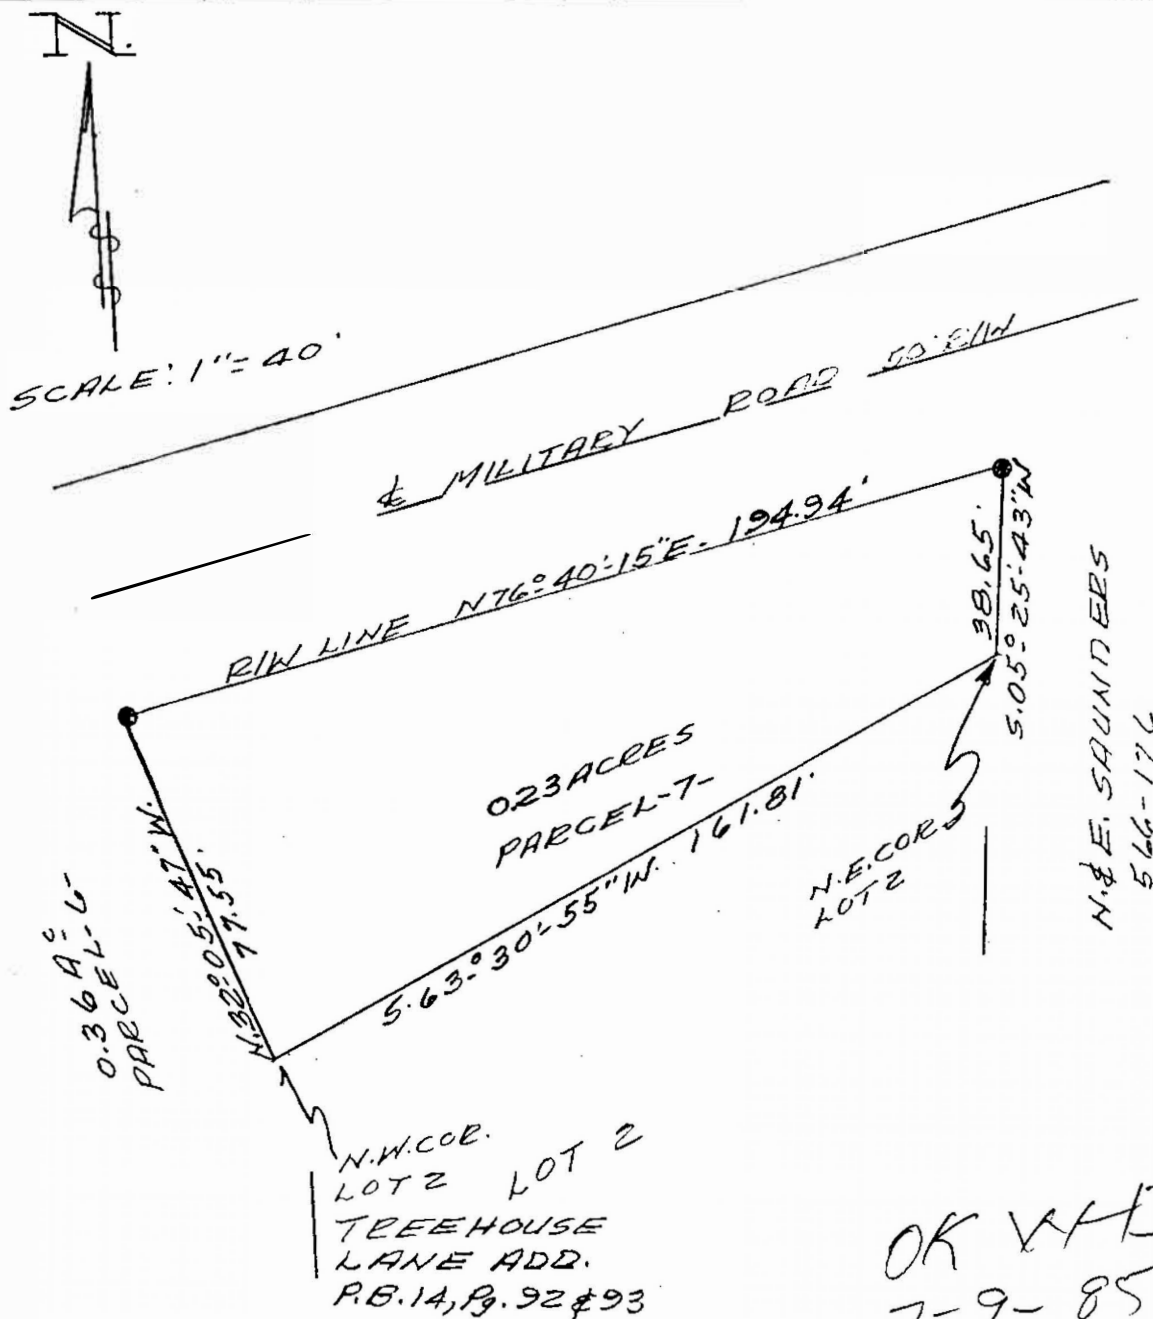 N.
SCALE: 1"=40'
℄ MILITARY ROAD 50' R/W
R/W LINE N76°-40'-15"E- 194.94'
38.65'
S.05°-25'-43"W
N.&E. SAUNDERS
566-176
0.23 ACRES
PARCEL-7-
S.63-°30'-55"W. 161.81'
N.E.COR.
LOT 2
N.32°-05'-47"W.
77.55'
0.36 A⁠c̲
PARCEL-6-
N.W.COR.
LOT 2
LOT 2
TREEHOUSE
LANE ADD.
P.B.14, Pg. 92 & 93
OK
7-9-85